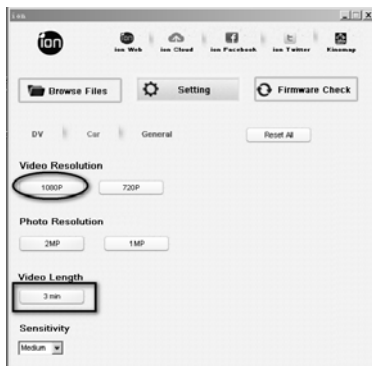 ion
ion Web ion Cloud ion Facebook ion Twitter Kinomap
Browse Files Setting Firmware Check
DV Car General Reset All
Video Resolution
1080P 720P
Photo Resolution
2MP 1MP
Video Length
3 min
Sensitivity
Medium